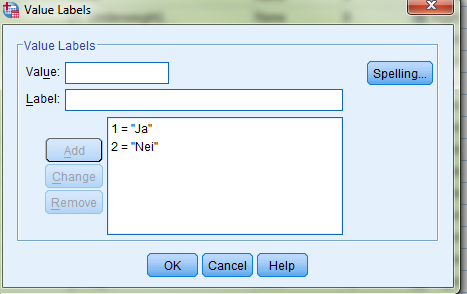 Value Labels
Value Labels
Value:
Spelling...
Label:
1 = "Ja"
2 = "Nei"
Add
Change
Remove
OK
Cancel
Help